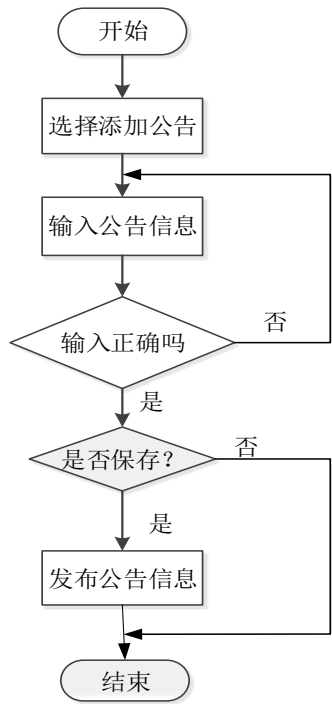 开始
选择添加公告
输入公告信息
输入正确吗
否
是
是否保存？
否
是
发布公告信息
结束